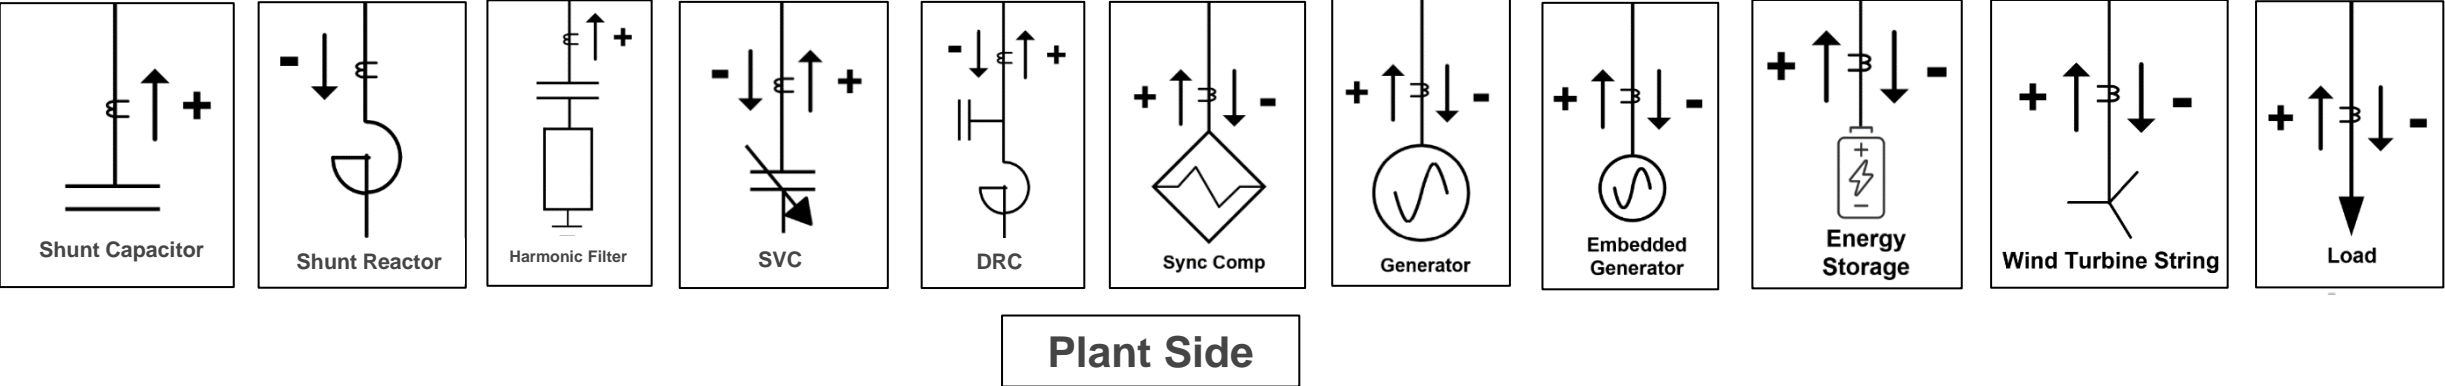 - +
Shunt Capacitor
- 
Shunt Reactor
+
Harmonic Filter
- +
SVC
- +
DRC
+ -
Sync Comp
+ -
Generator
+ -
Embedded
Generator
+ -
+
-
Energy
Storage
+ -
Wind Turbine String
+ -
Load
Plant Side